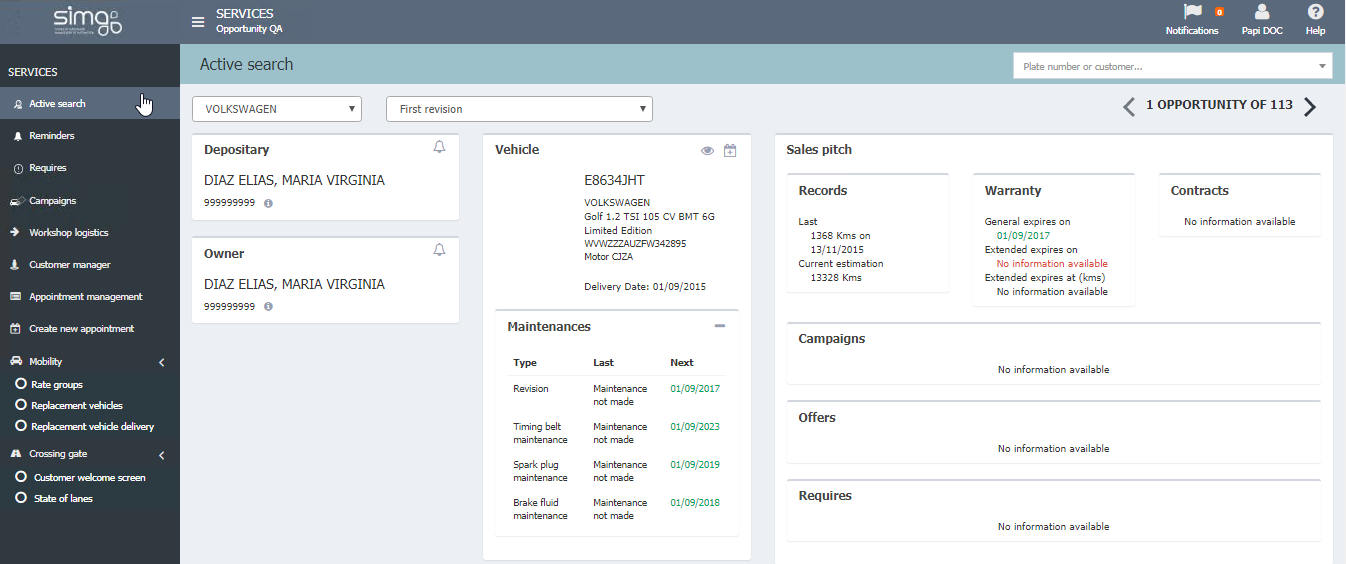 simg
SERVICES
Opportunity QA
0
Notifications
Papi DOC
Help
SERVICES
Active search
Reminders
Requires
Campaigns
Workshop logistics
Customer manager
Appointment management
Create new appointment
Mobility
Rate groups
Replacement vehicles
Replacement vehicle delivery
Crossing gate
Customer welcome screen
State of lanes
Active search
Plate number or customer...
VOLKSWAGEN
First revision
1 OPPORTUNITY OF 113
Depositary
DIAZ ELIAS, MARIA VIRGINIA
999999999
Owner
DIAZ ELIAS, MARIA VIRGINIA
999999999
Vehicle
E8634JHT
VOLKSWAGEN
Golf 1.2 TSI 105 CV BMT 6G
Limited Edition
WVWZZZAUZFW342895
Motor CJZA
Delivery Date: 01/09/2015
Maintenances
Type Last Next
Revision Maintenance not made 01/09/2017
Timing belt maintenance Maintenance not made 01/09/2023
Spark plug maintenance Maintenance not made 01/09/2019
Brake fluid maintenance Maintenance not made 01/09/2018
Sales pitch
Records
Last
1368 Kms on
13/11/2015
Current estimation
13328 Kms
Warranty
General expires on
01/09/2017
Extended expires on
No information available
Extended expires at (kms)
No information available
Contracts
No information available
Campaigns
No information available
Offers
No information available
Requires
No information available